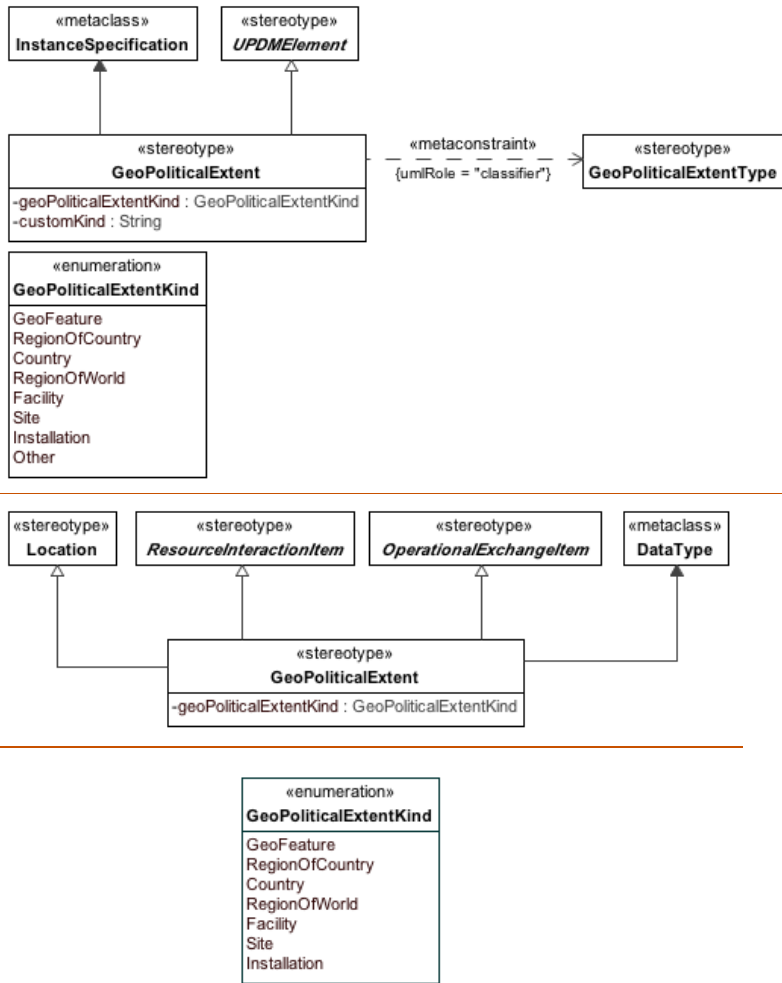 «metaclass»
InstanceSpecification
«stereotype»
UPDMElement
«stereotype»
GeoPoliticalExtent
-geoPoliticalExtentKind : GeoPoliticalExtentKind
-customKind : String
«metaconstraint»
{umlRole = "classifier"}
«stereotype»
GeoPoliticalExtentType
«enumeration»
GeoPoliticalExtentKind
GeoFeature
RegionOfCountry
Country
RegionOfWorld
Facility
Site
Installation
Other
«stereotype»
Location
«stereotype»
ResourceInteractionItem
«stereotype»
OperationalExchangeItem
«metaclass»
DataType
«stereotype»
GeoPoliticalExtent
-geoPoliticalExtentKind : GeoPoliticalExtentKind
«enumeration»
GeoPoliticalExtentKind
GeoFeature
RegionOfCountry
Country
RegionOfWorld
Facility
Site
Installation